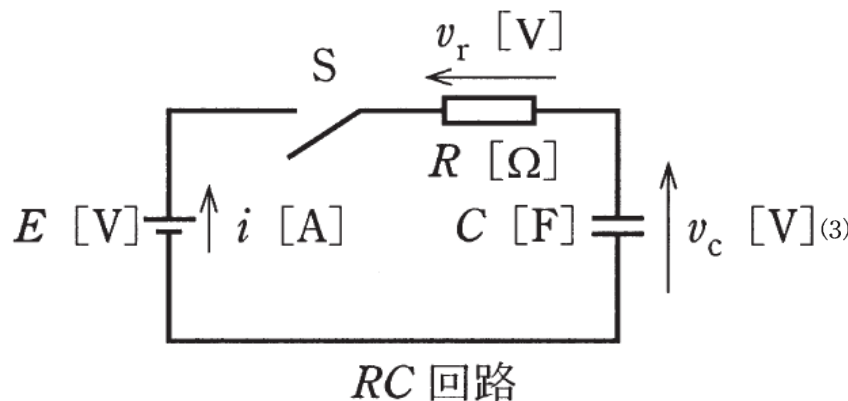 v_r [V]
S
R [Ω]
E [V] i [A] C [F] v_c [V] (3)
RC 回路